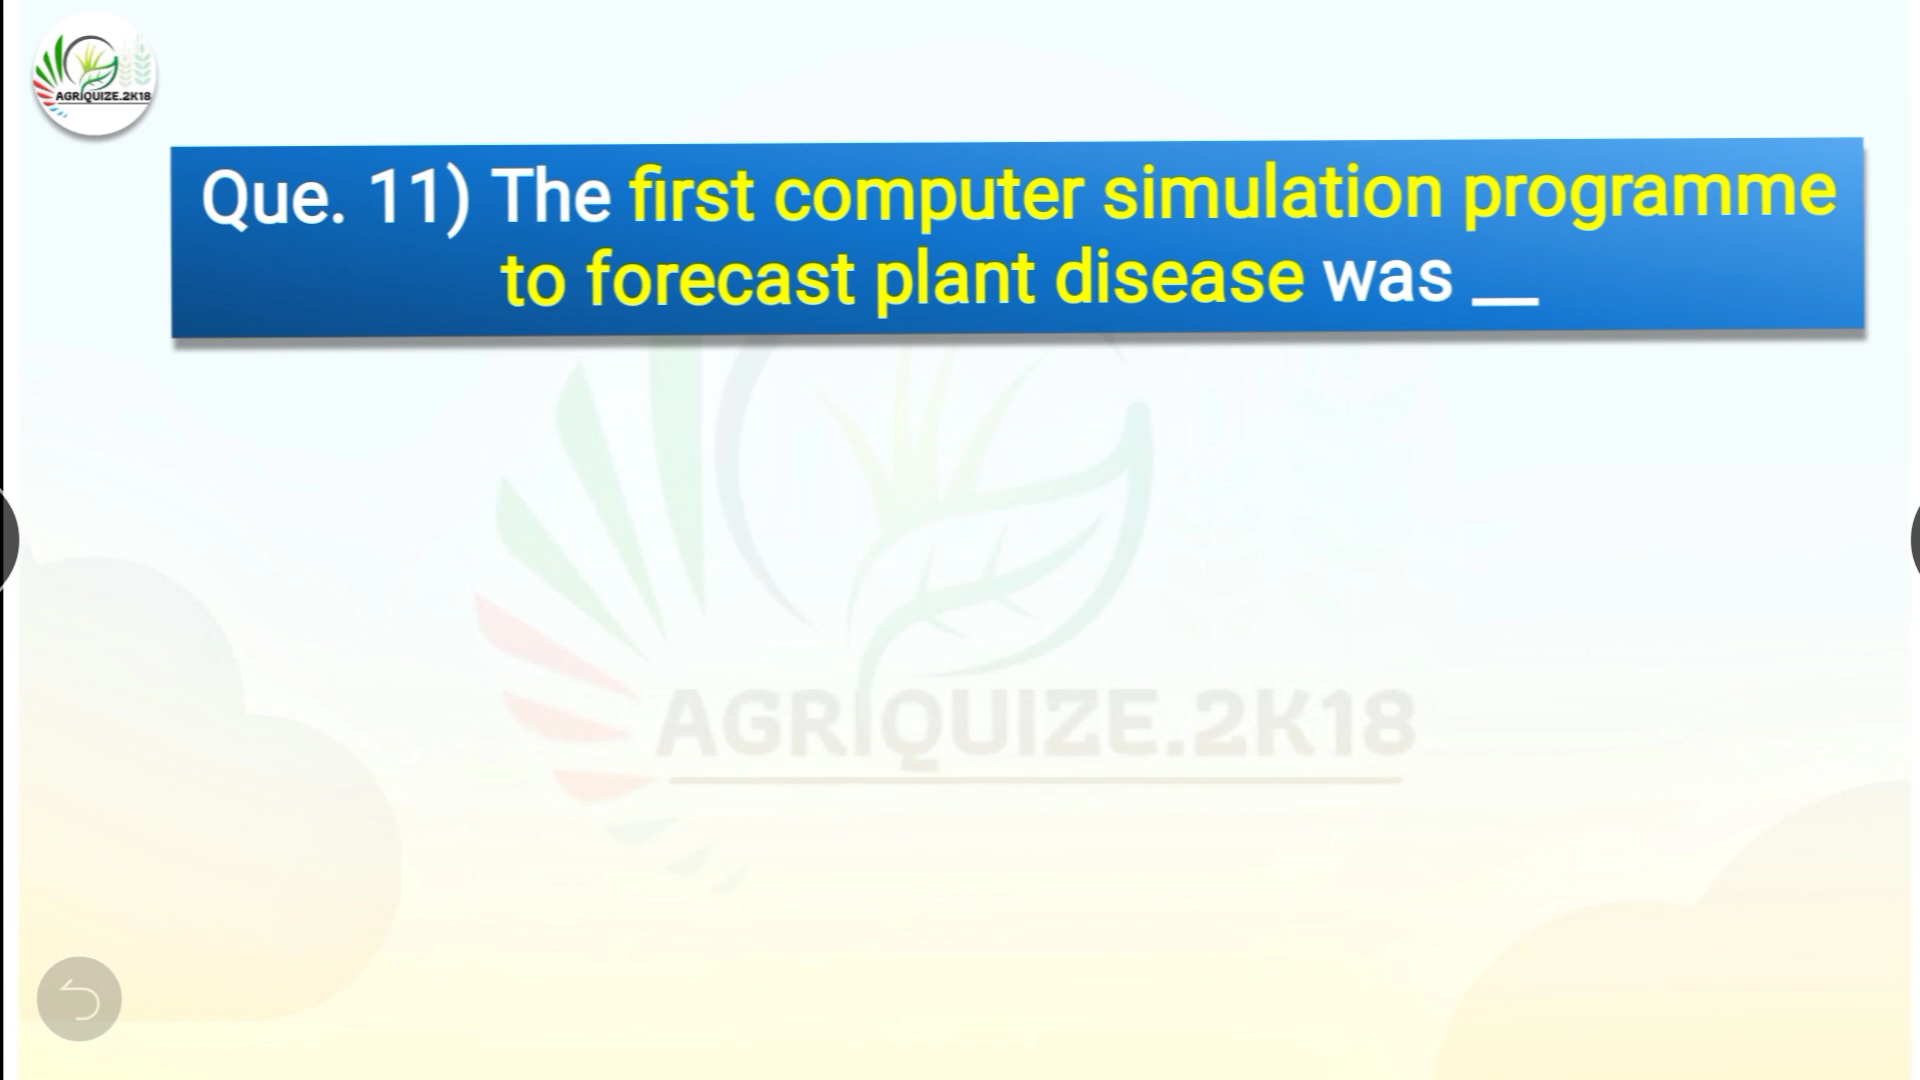 AGRIQUIZE.2K18
Que. 11) The first computer simulation programme
to forecast plant disease was __
AGRIQUIZE.2K18